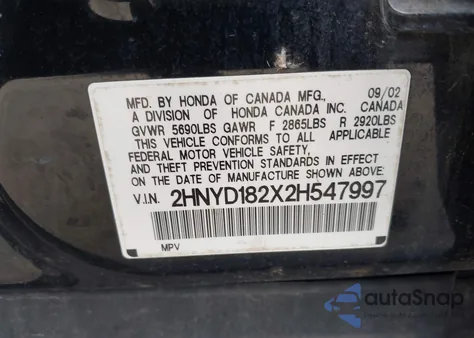 MFD. BY HONDA OF CANADA MFG., 09/02
A DIVISION OF HONDA CANADA INC. CANADA
GVWR 5690LBS GAWR F 2865LBS R 2920LBS
THIS VEHICLE CONFORMS TO ALL APPLICABLE
FEDERAL MOTOR VEHICLE SAFETY,
AND THEFT PREVENTION STANDARDS IN EFFECT
ON THE DATE OF MANUFACTURE SHOWN ABOVE.
V.I.N. 2HNYD182X2H547997
MPV
autoSnap